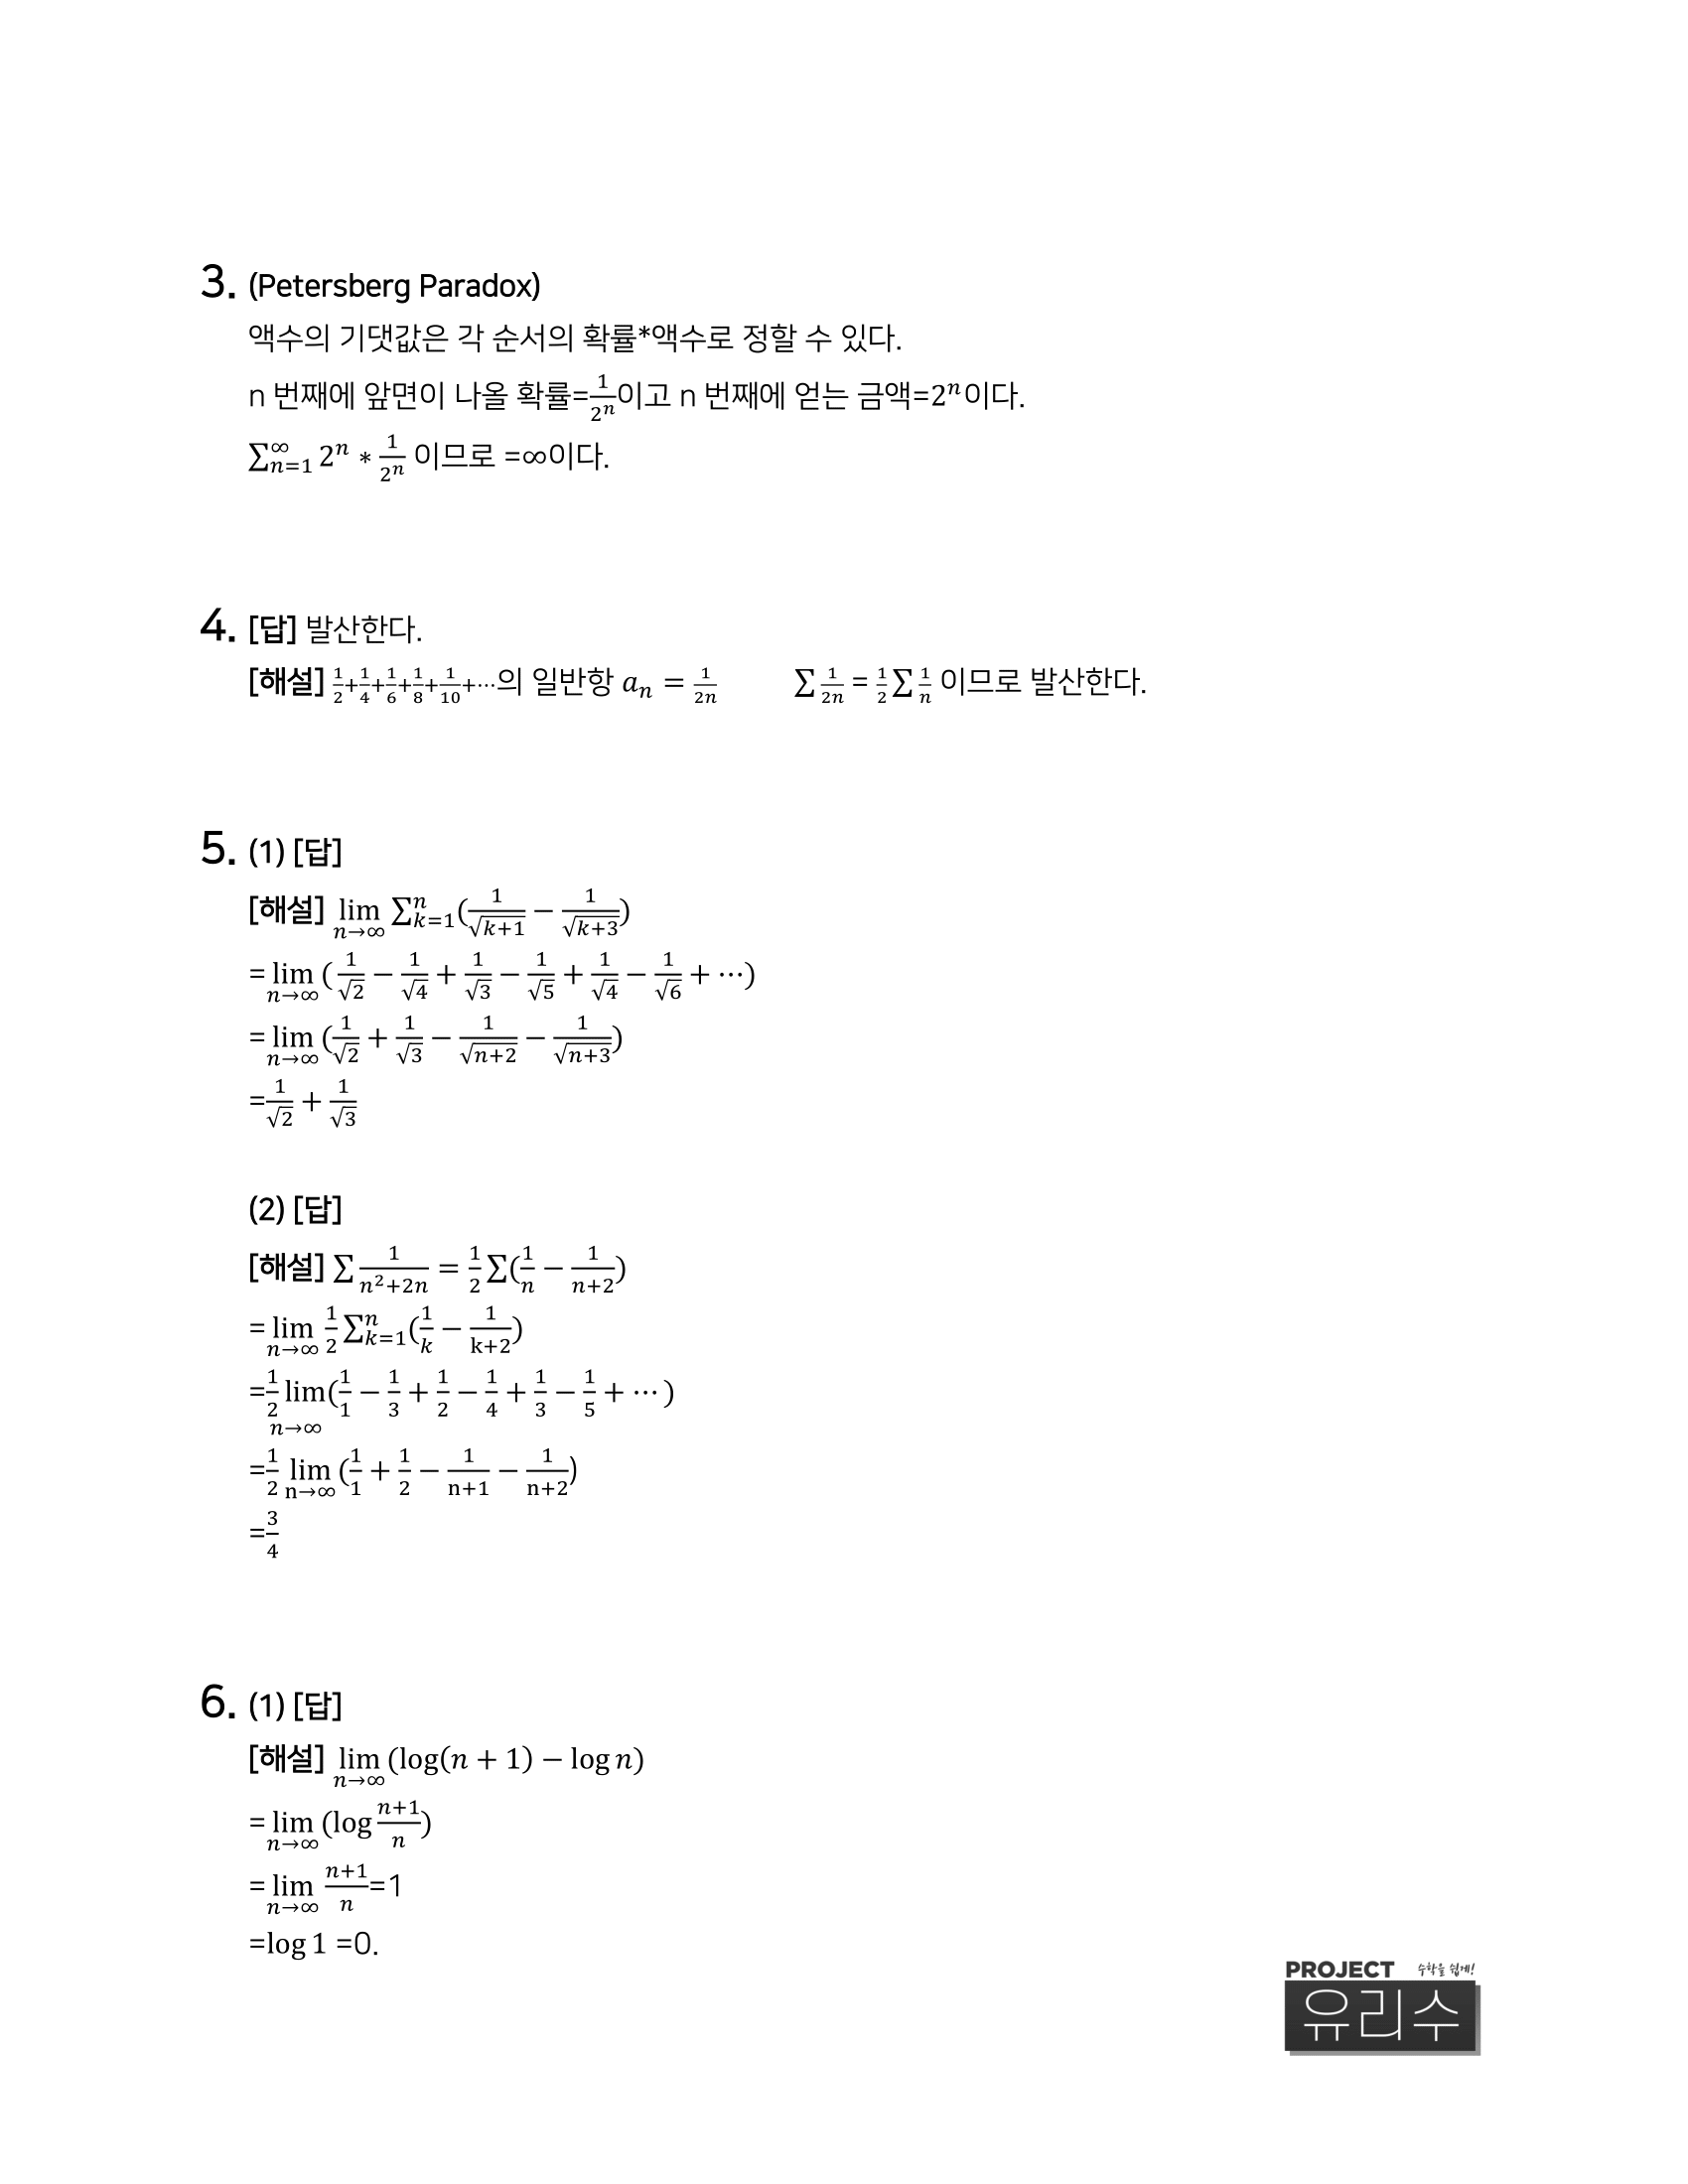 3. (Petersberg Paradox)
액수의 기댓값은 각 순서의 확률*액수로 정할 수 있다.
n 번째에 앞면이 나올 확률=$\frac{1}{2^n}$이고 n 번째에 얻는 금액=$2^n$이다.
$\sum_{n=1}^{\infty} 2^n * \frac{1}{2^n}$ 이므로 =∞이다.
4. [답] 발산한다.
[해설] $\frac{1}{2}+\frac{1}{4}+\frac{1}{6}+\frac{1}{8}+\frac{1}{10}+\cdots$의 일반항 $a_n = \frac{1}{2n}$ $\sum \frac{1}{2n} = \frac{1}{2}\sum \frac{1}{n}$ 이므로 발산한다.
5. (1) [답]
[해설] $\lim_{n\to\infty} \sum_{k=1}^{n} (\frac{1}{\sqrt{k+1}} - \frac{1}{\sqrt{k+3}})$
$=\lim_{n\to\infty} (\frac{1}{\sqrt{2}} - \frac{1}{\sqrt{4}} + \frac{1}{\sqrt{3}} - \frac{1}{\sqrt{5}} + \frac{1}{\sqrt{4}} - \frac{1}{\sqrt{6}} + \cdots)$
$=\lim_{n\to\infty} (\frac{1}{\sqrt{2}} + \frac{1}{\sqrt{3}} - \frac{1}{\sqrt{n+2}} - \frac{1}{\sqrt{n+3}})$
$=\frac{1}{\sqrt{2}} + \frac{1}{\sqrt{3}}$
(2) [답]
[해설] $\sum \frac{1}{n^2+2n} = \frac{1}{2} \sum (\frac{1}{n} - \frac{1}{n+2})$
$=\lim_{n\to\infty} \frac{1}{2} \sum_{k=1}^{n} (\frac{1}{k} - \frac{1}{k+2})$
$=\frac{1}{2} \lim_{n\to\infty} (\frac{1}{1} - \frac{1}{3} + \frac{1}{2} - \frac{1}{4} + \frac{1}{3} - \frac{1}{5} + \cdots)$
$=\frac{1}{2} \lim_{n\to\infty} (\frac{1}{1} + \frac{1}{2} - \frac{1}{n+1} - \frac{1}{n+2})$
$=\frac{3}{4}$
6. (1) [답]
[해설] $\lim_{n\to\infty} (\log(n+1) - \log n)$
$=\lim_{n\to\infty} (\log \frac{n+1}{n})$
$=\lim_{n\to\infty} \frac{n+1}{n}=1$
$=\log 1$ =0.
PROJECT 수학을 쉽게!
유리수